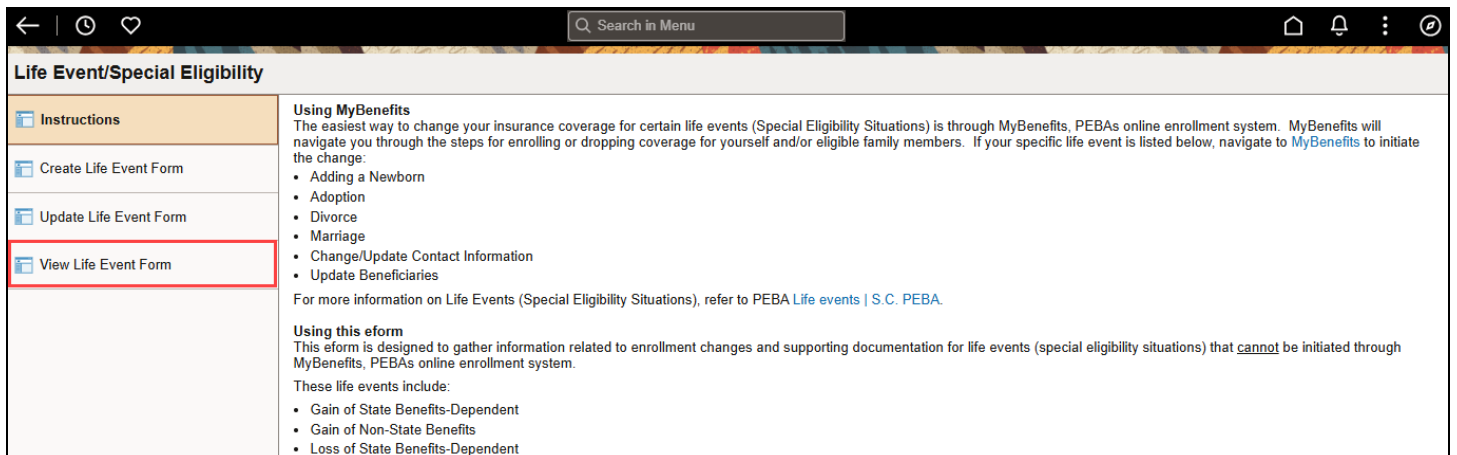 Search in Menu
Life Event/Special Eligibility
Instructions
Create Life Event Form
Update Life Event Form
View Life Event Form
Using MyBenefits
The easiest way to change your insurance coverage for certain life events (Special Eligibility Situations) is through MyBenefits, PEBAs online enrollment system. MyBenefits will
navigate you through the steps for enrolling or dropping coverage for yourself and/or eligible family members. If your specific life event is listed below, navigate to MyBenefits to initiate
the change:
• Adding a Newborn
• Adoption
• Divorce
• Marriage
• Change/Update Contact Information
• Update Beneficiaries
For more information on Life Events (Special Eligibility Situations), refer to PEBA Life events | S.C. PEBA.
Using this eform
This eform is designed to gather information related to enrollment changes and supporting documentation for life events (special eligibility situations) that cannot be initiated through
MyBenefits, PEBAs online enrollment system.
These life events include:
• Gain of State Benefits-Dependent
• Gain of Non-State Benefits
• Loss of State Benefits-Dependent